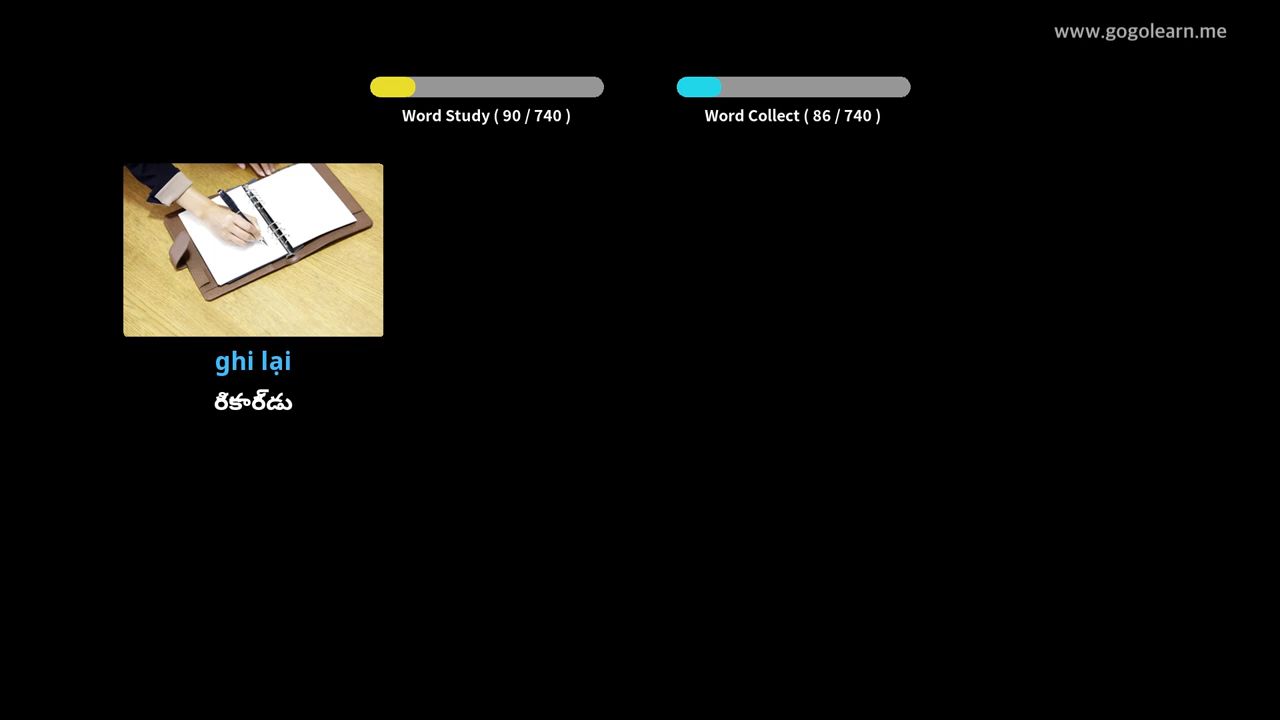 www.gogolearn.me
Word Study ( 90 / 740 )
Word Collect ( 86 / 740 )
ghi lại
రికార్‌డు